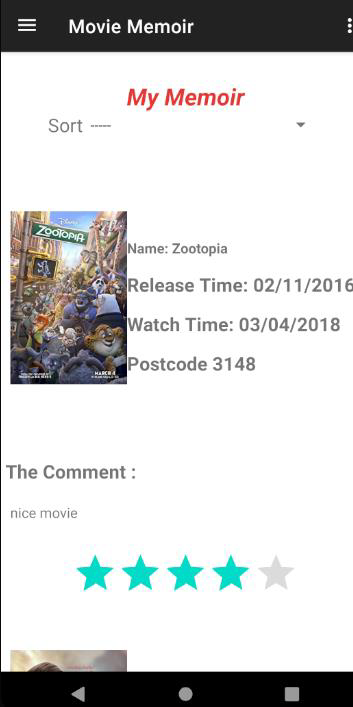 Movie Memoir
My Memoir
Sort -----
Disney
ZOOTOPIA
Name: Zootopia
Release Time: 02/11/2016
Watch Time: 03/04/2018
Postcode 3148
MARCH 4
The Comment :
nice movie